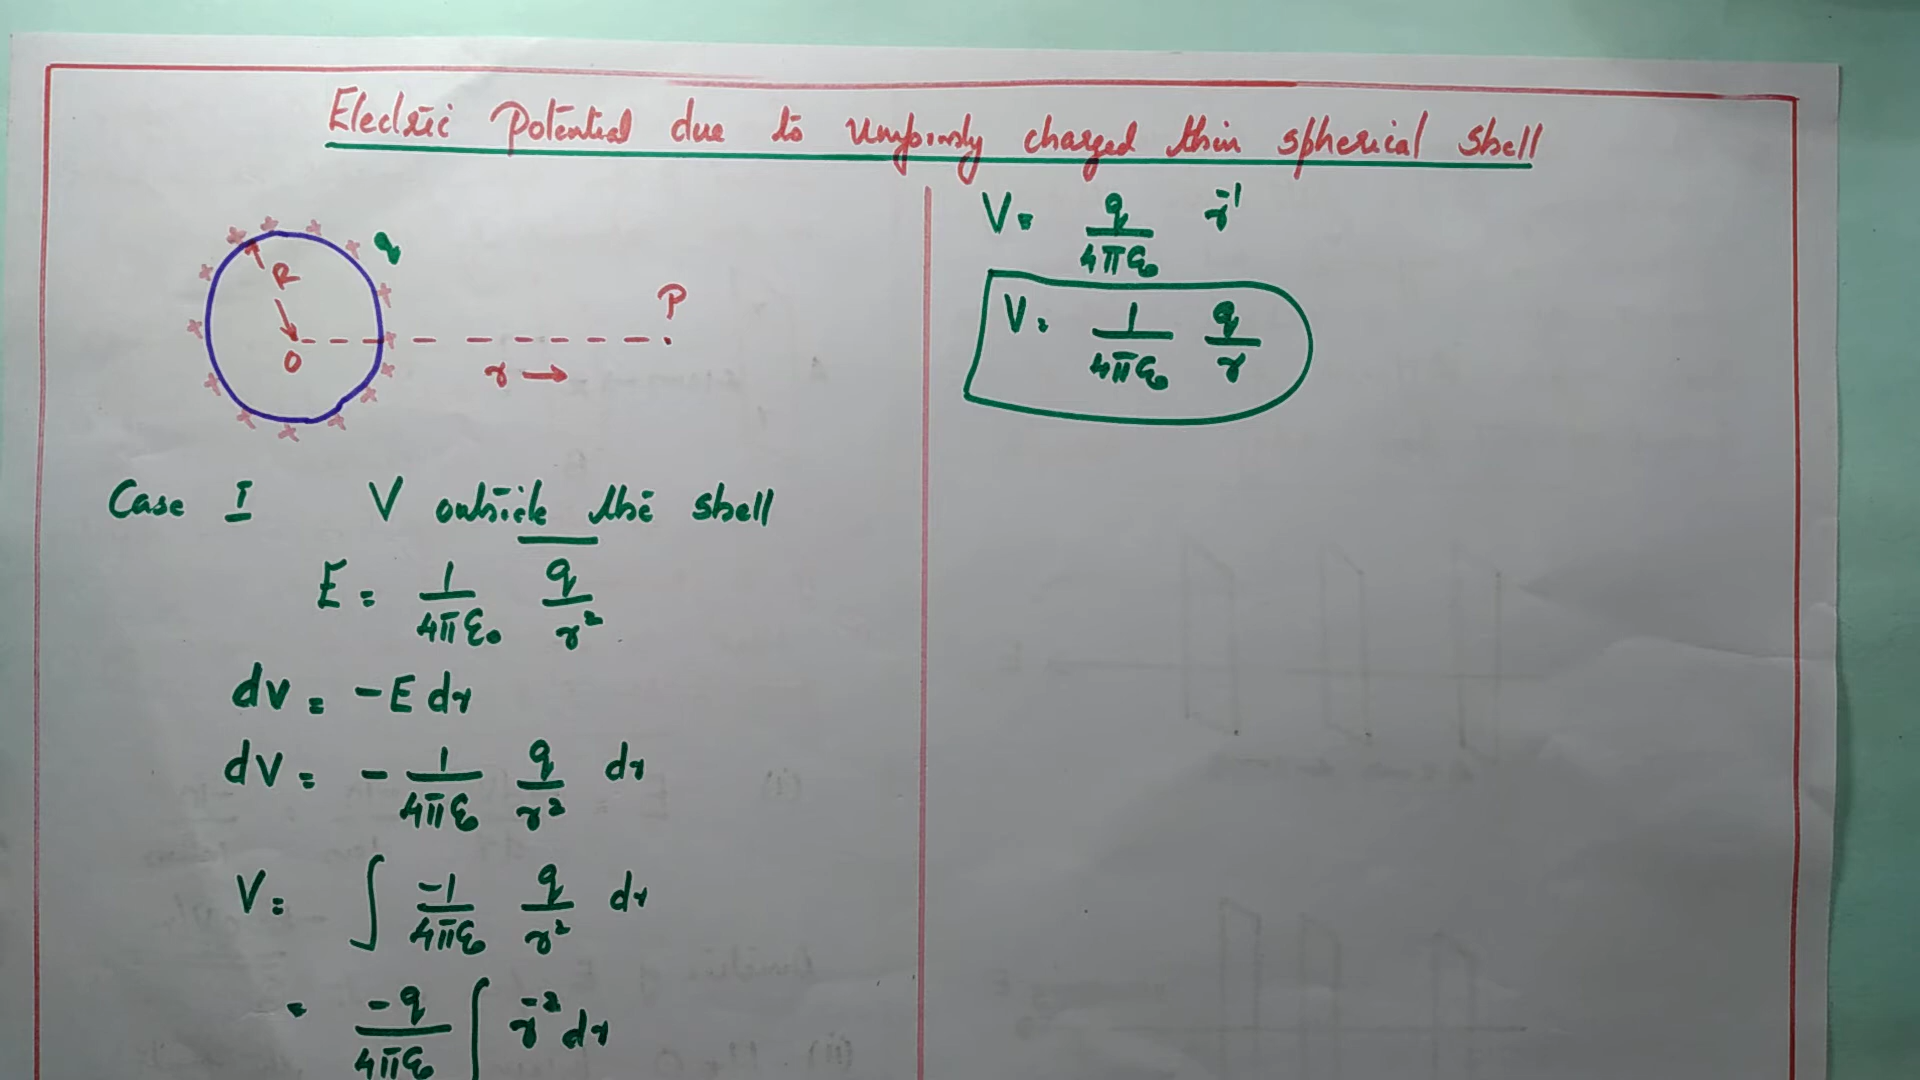 Electric Potential due to Uniformly charged thin spherical shell
q
R
P
O
r →
Case I V outside the shell
E = 1/4πε₀ q/r²
dV = -E dr
dV = - 1/4πε₀ q/r² dr
V = ∫ -1/4πε₀ q/r² dr
= -q/4πε₀ ∫ r⁻² dr
V = q/4πε₀ r⁻¹
V = 1/4πε₀ q/r